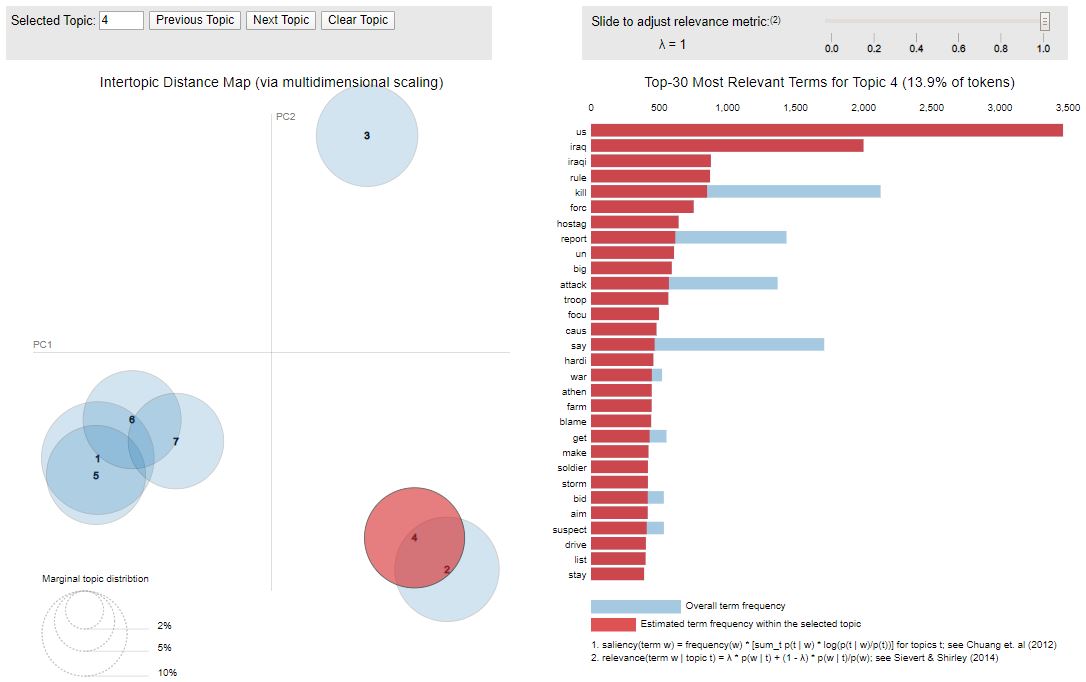 Selected Topic: 4 Previous Topic Next Topic Clear Topic
Slide to adjust relevance metric:(2)
λ = 1
0.0 0.2 0.4 0.6 0.8 1.0
Intertopic Distance Map (via multidimensional scaling)
PC2
PC1
3
6
7
1
5
4
2
Marginal topic distribtion
2%
5%
10%
Top-30 Most Relevant Terms for Topic 4 (13.9% of tokens)
0 500 1,000 1,500 2,000 2,500 3,000 3,500
us
iraq
iraqi
rule
kill
forc
hostag
report
un
big
attack
troop
focu
caus
say
hardi
war
athen
farm
blame
get
make
soldier
storm
bid
aim
suspect
drive
list
stay
Overall term frequency
Estimated term frequency within the selected topic
1. saliency(term w) = frequency(w) * [sum_t p(t | w) * log(p(t | w)/p(t))] for topics t; see Chuang et. al (2012)
2. relevance(term w | topic t) = λ * p(w | t) + (1 - λ) * p(w | t)/p(w); see Sievert & Shirley (2014)